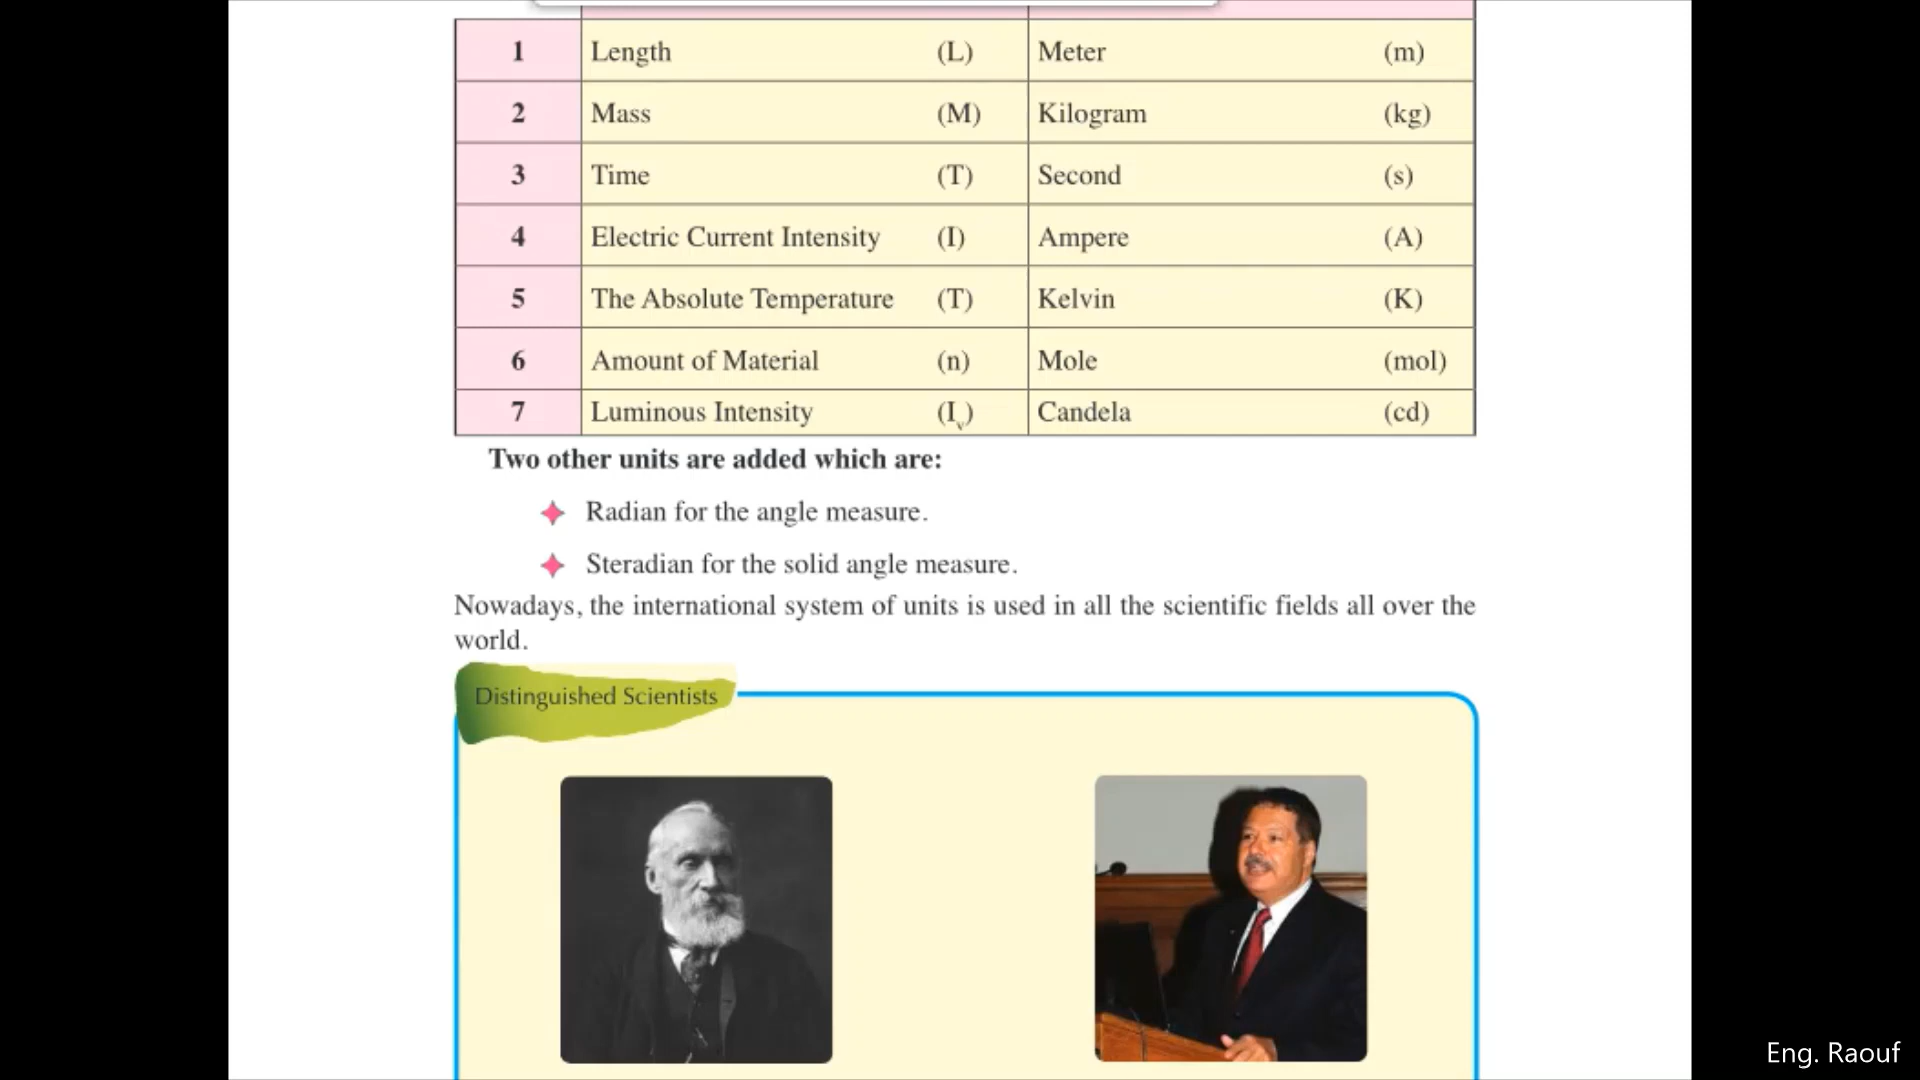 1 Length (L) Meter (m)
2 Mass (M) Kilogram (kg)
3 Time (T) Second (s)
4 Electric Current Intensity (I) Ampere (A)
5 The Absolute Temperature (T) Kelvin (K)
6 Amount of Material (n) Mole (mol)
7 Luminous Intensity (Iv) Candela (cd)
Two other units are added which are:
Radian for the angle measure.
Steradian for the solid angle measure.
Nowadays, the international system of units is used in all the scientific fields all over the
world.
Distinguished Scientists
Eng. Raouf